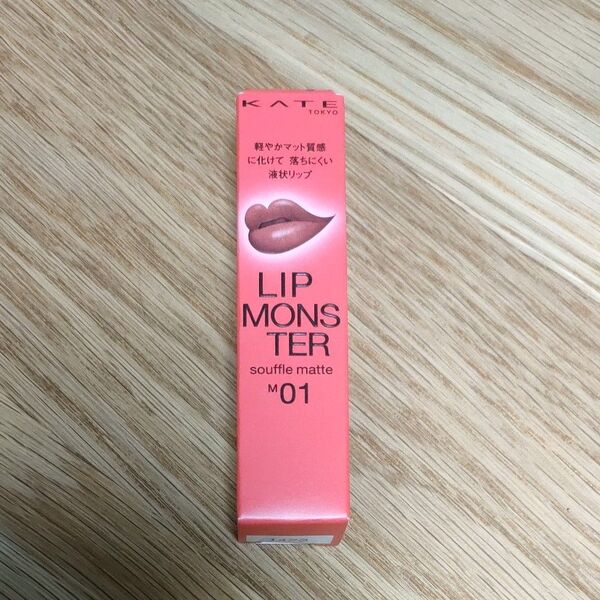 KATE
TOKYO
軽やかマット質感
に化けて 落ちにくい
液状リップ
LIP
MONS
TER
souffle matte
M01